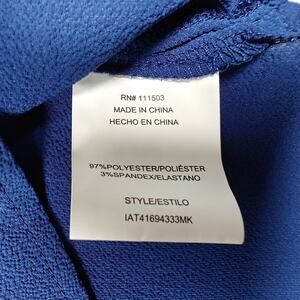 RN# 111503
MADE IN CHINA
HECHO EN CHINA
97%POLYESTER/POLIÉSTER
3%SPANDEX/ELASTANO
STYLE/ESTILO
IAT41694333MK